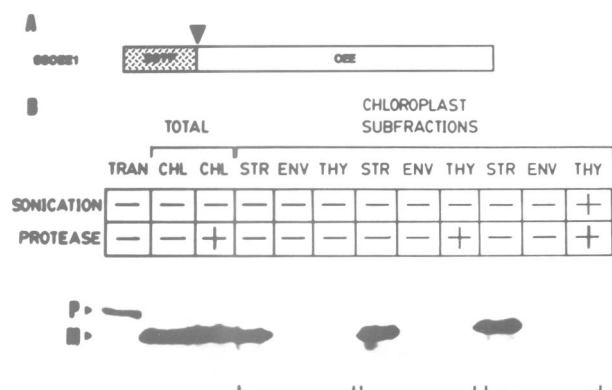 A
OEE
B
CHLOROPLAST
TOTAL SUBFRACTIONS
TRAN CHL CHL STR ENV THY STR ENV THY STR ENV THY
SONICATION — — — — — — — — — — — +
PROTEASE — — + — — — — — + — — +
P
M